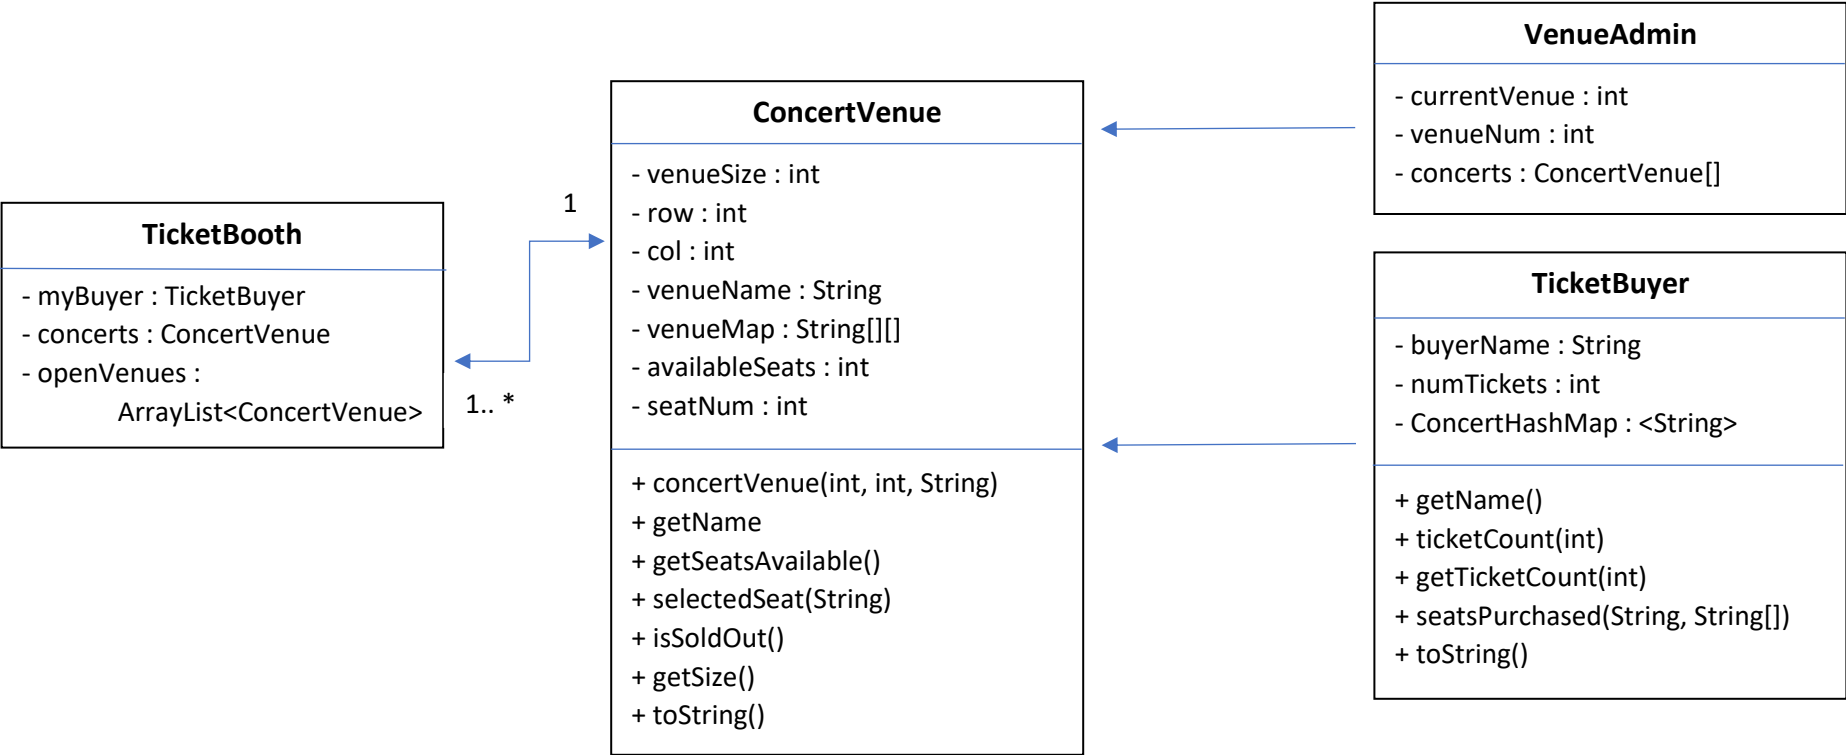 TicketBooth
- myBuyer : TicketBuyer
- concerts : ConcertVenue
- openVenues :
ArrayList<ConcertVenue>
1
1.. *
ConcertVenue
- venueSize : int
- row : int
- col : int
- venueName : String
- venueMap : String[][]
- availableSeats : int
- seatNum : int
+ concertVenue(int, int, String)
+ getName
+ getSeatsAvailable()
+ selectedSeat(String)
+ isSoldOut()
+ getSize()
+ toString()
VenueAdmin
- currentVenue : int
- venueNum : int
- concerts : ConcertVenue[]
TicketBuyer
- buyerName : String
- numTickets : int
- ConcertHashMap : <String>
+ getName()
+ ticketCount(int)
+ getTicketCount(int)
+ seatsPurchased(String, String[])
+ toString()